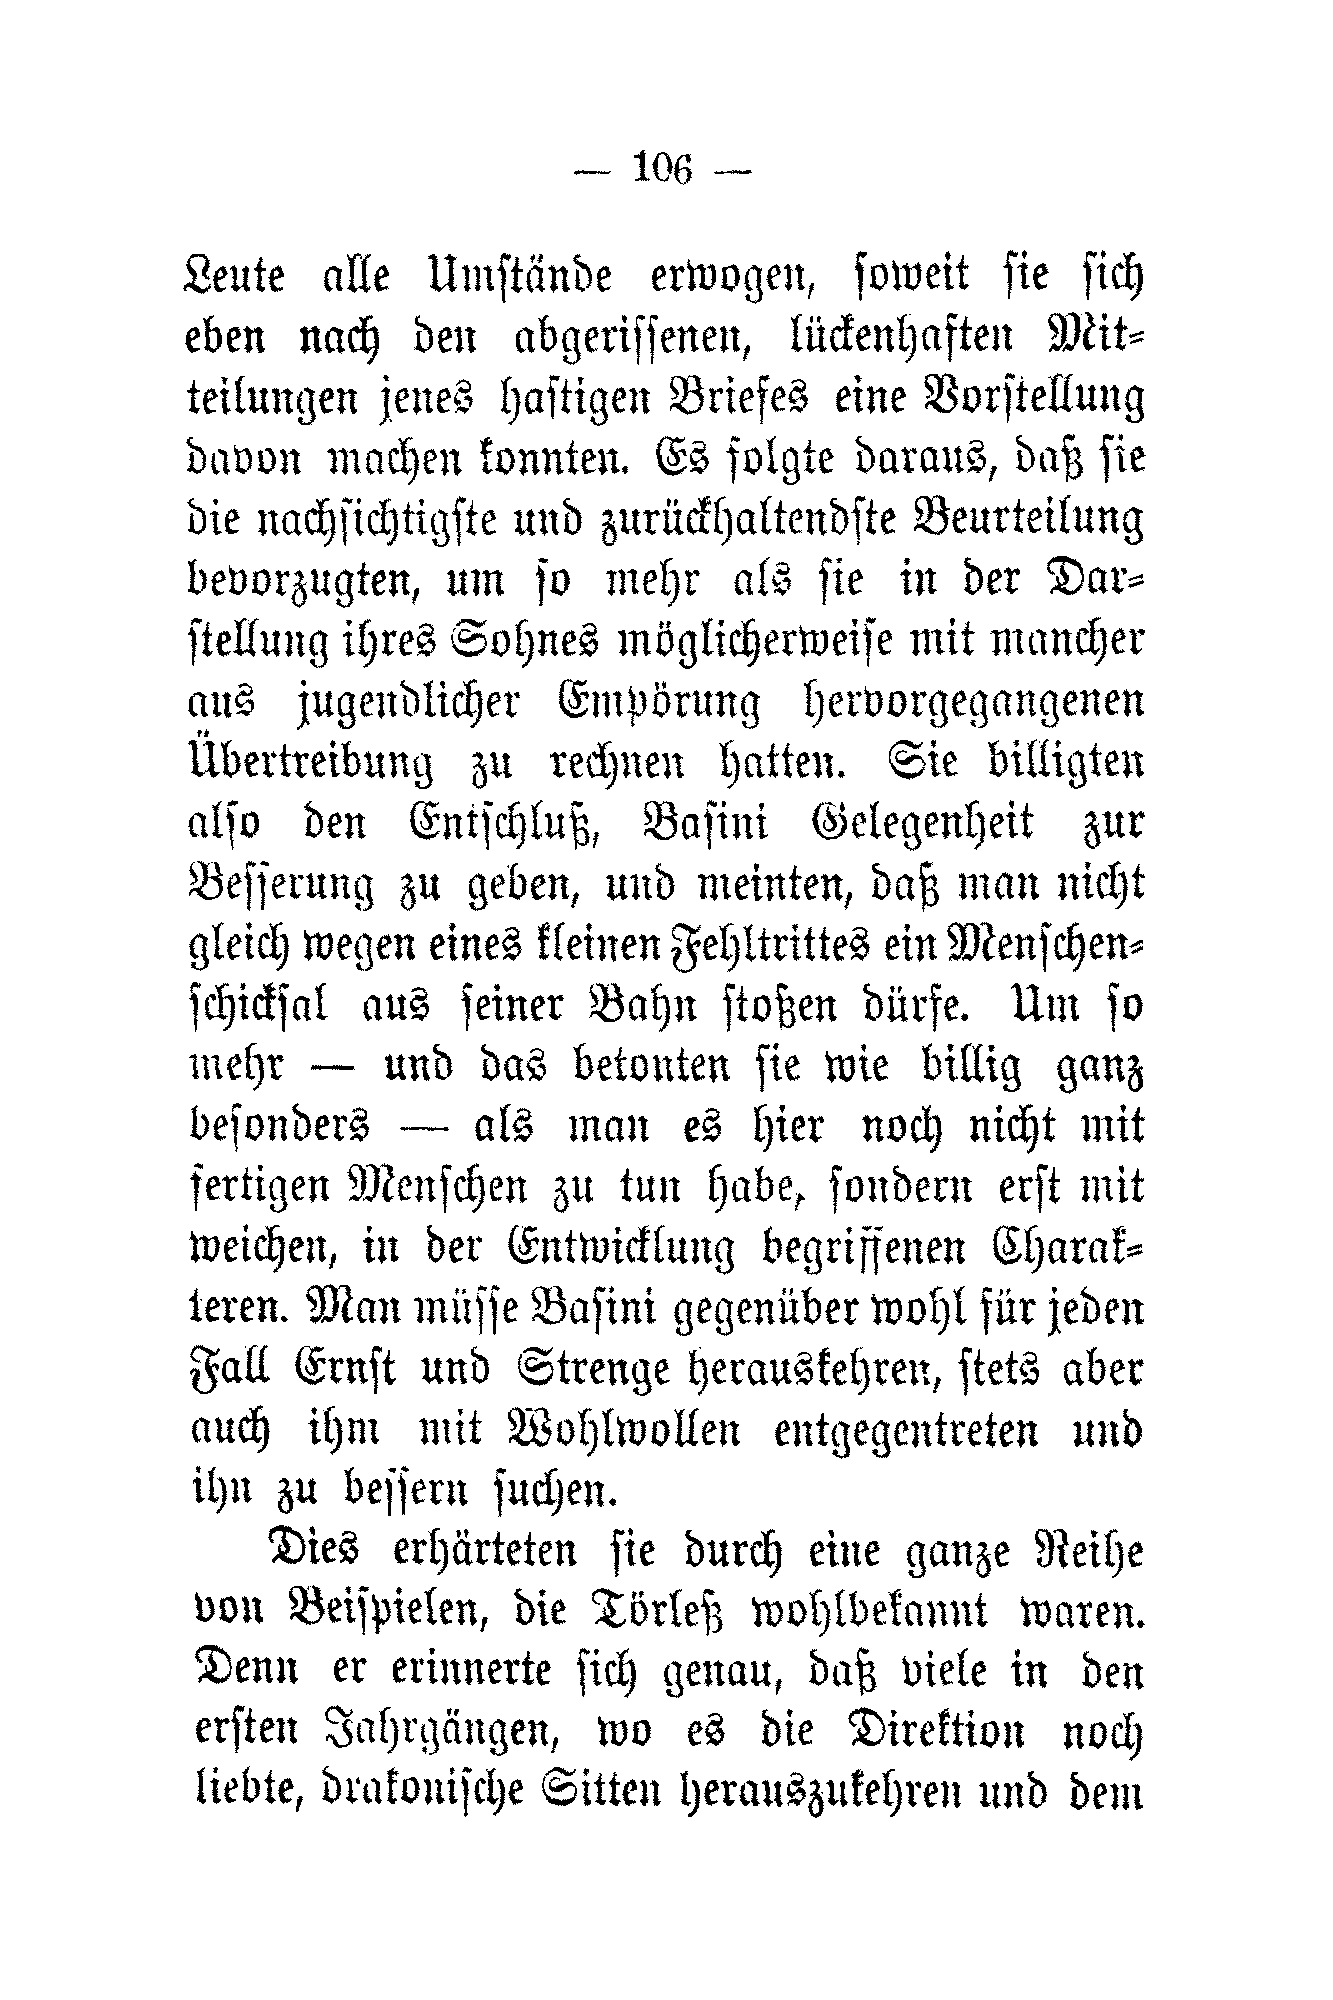 — 106 —
Leute alle Umstände erwogen, soweit sie sich
eben nach den abgerissenen, lückenhaften Mit-
teilungen jenes hastigen Briefes eine Vorstellung
davon machen konnten. Es folgte daraus, daß sie
die nachsichtigste und zurückhaltendste Beurteilung
bevorzugten, um so mehr als sie in der Dar-
stellung ihres Sohnes möglicherweise mit mancher
aus jugendlicher Empörung hervorgegangenen
Übertreibung zu rechnen hatten. Sie billigten
also den Entschluß, Basini Gelegenheit zur
Besserung zu geben, und meinten, daß man nicht
gleich wegen eines kleinen Fehltrittes ein Menschen-
schicksal aus seiner Bahn stoßen dürfe. Um so
mehr — und das betonten sie wie billig ganz
besonders — als man es hier noch nicht mit
fertigen Menschen zu tun habe, sondern erst mit
weichen, in der Entwicklung begriffenen Charak-
teren. Man müsse Basini gegenüber wohl für jeden
Fall Ernst und Strenge herauskehren, stets aber
auch ihm mit Wohlwollen entgegentreten und
ihn zu bessern suchen.
Dies erhärteten sie durch eine ganze Reihe
von Beispielen, die Törleß wohlbekannt waren.
Denn er erinnerte sich genau, daß viele in den
ersten Jahrgängen, wo es die Direktion noch
liebte, drakonische Sitten herauszukehren und dem